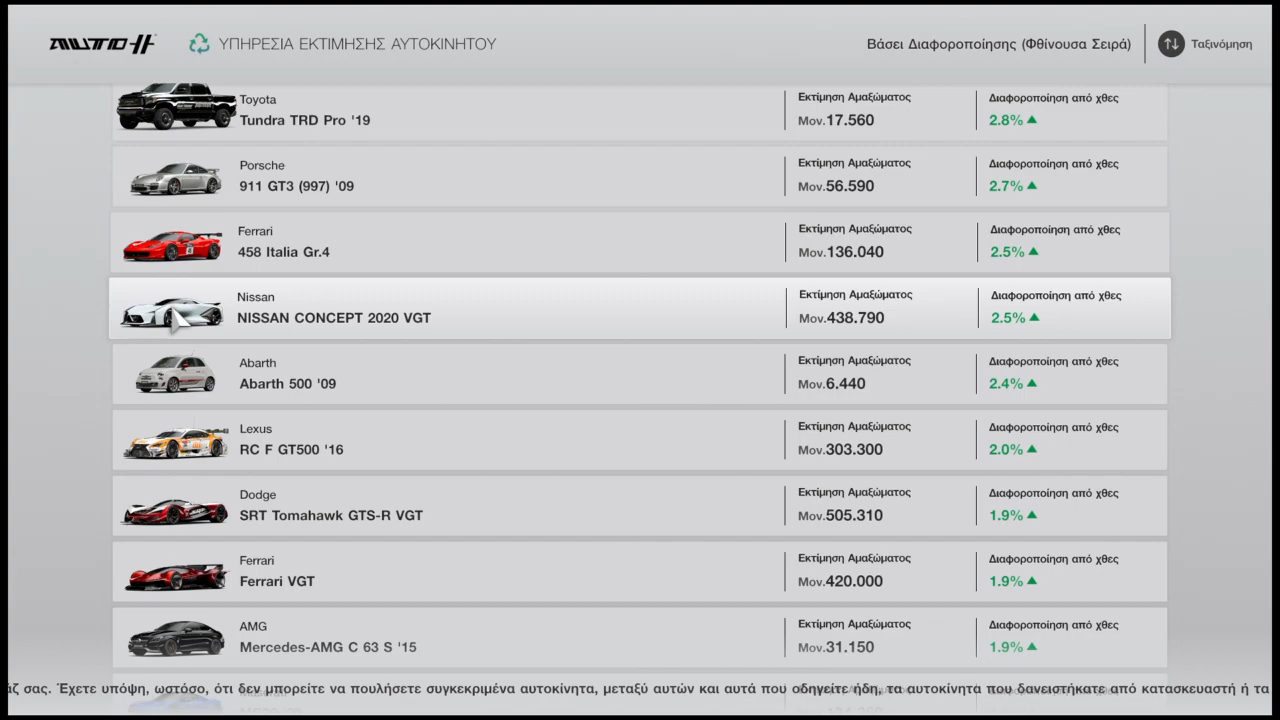 AUTO-H
ΥΠΗΡΕΣΙΑ ΕΚΤΙΜΗΣΗΣ ΑΥΤΟΚΙΝΗΤΟΥ
Βάσει Διαφοροποίησης (Φθίνουσα Σειρά)
Ταξινόμηση
Toyota
Tundra TRD Pro '19
Εκτίμηση Αμαξώματος
Μον.17.560
Διαφοροποίηση από χθες
2.8%
Porsche
911 GT3 (997) '09
Εκτίμηση Αμαξώματος
Μον.56.590
Διαφοροποίηση από χθες
2.7%
Ferrari
458 Italia Gr.4
Εκτίμηση Αμαξώματος
Μον.136.040
Διαφοροποίηση από χθες
2.5%
Nissan
NISSAN CONCEPT 2020 VGT
Εκτίμηση Αμαξώματος
Μον.438.790
Διαφοροποίηση από χθες
2.5%
Abarth
Abarth 500 '09
Εκτίμηση Αμαξώματος
Μον.6.440
Διαφοροποίηση από χθες
2.4%
Lexus
RC F GT500 '16
Εκτίμηση Αμαξώματος
Μον.303.300
Διαφοροποίηση από χθες
2.0%
Dodge
SRT Tomahawk GTS-R VGT
Εκτίμηση Αμαξώματος
Μον.505.310
Διαφοροποίηση από χθες
1.9%
Ferrari
Ferrari VGT
Εκτίμηση Αμαξώματος
Μον.420.000
Διαφοροποίηση από χθες
1.9%
AMG
Mercedes-AMG C 63 S '15
Εκτίμηση Αμαξώματος
Μον.31.150
Διαφοροποίηση από χθες
1.9%
σας. Έχετε υπόψη, ωστόσο, ότι δεν μπορείτε να πουλήσετε συγκεκριμένα αυτοκίνητα, μεταξύ αυτών και αυτά που οδηγείτε ήδη, τα αυτοκίνητα που δανειστήκατε από κατασκευαστή ή τα